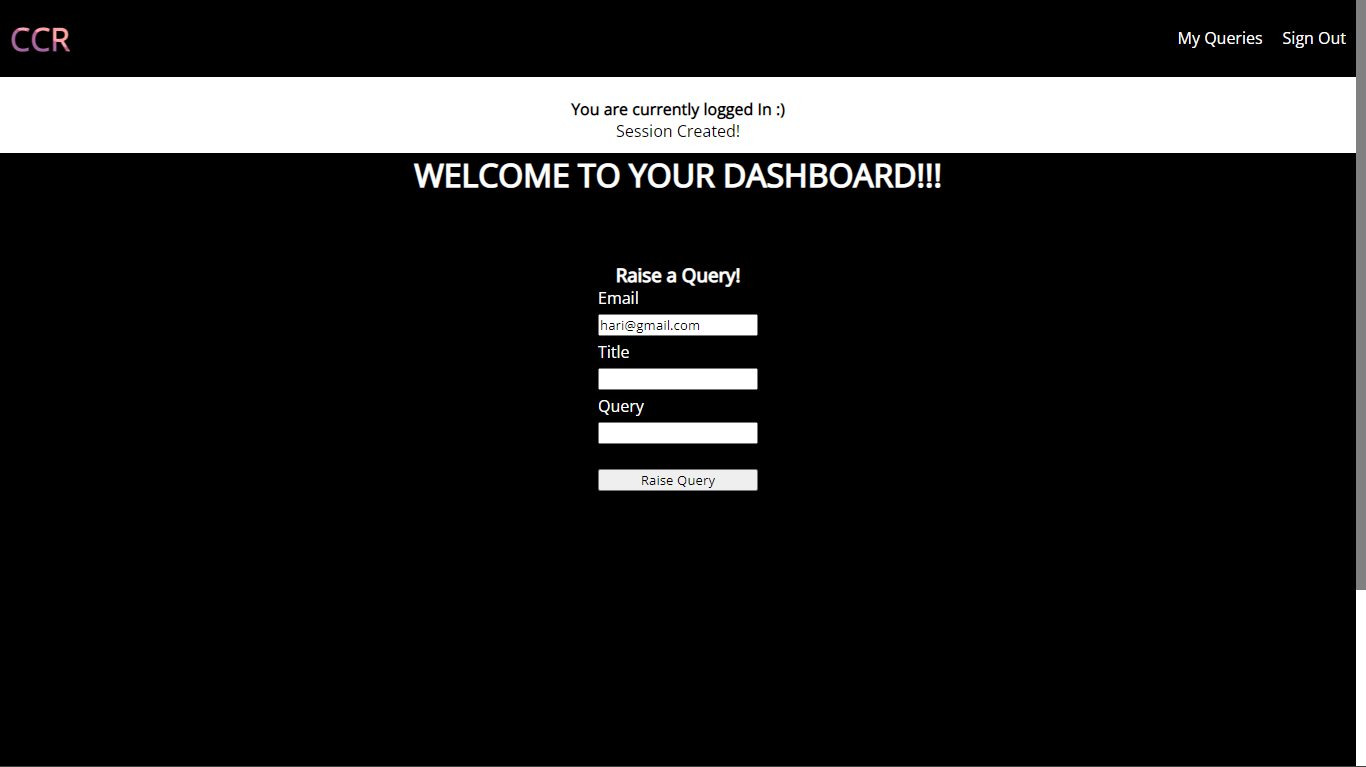 CCR
My Queries Sign Out
You are currently logged In :)
Session Created!
WELCOME TO YOUR DASHBOARD!!!
Raise a Query!
Email
hari@gmail.com
Title
Query
Raise Query